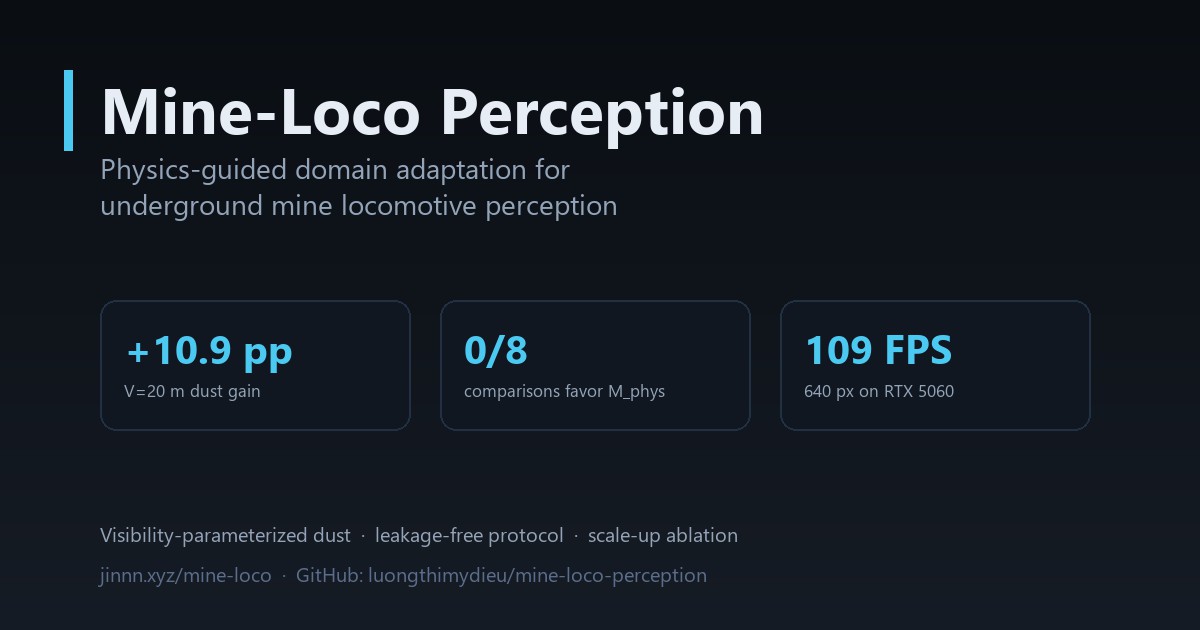 Mine-Loco Perception
Physics-guided domain adaptation for
underground mine locomotive perception
+10.9 pp
V=20 m dust gain
0/8
comparisons favor M_phys
109 FPS
640 px on RTX 5060
Visibility-parameterized dust · leakage-free protocol · scale-up ablation
jinnn.xyz/mine-loco · GitHub: luongthimydieu/mine-loco-perception